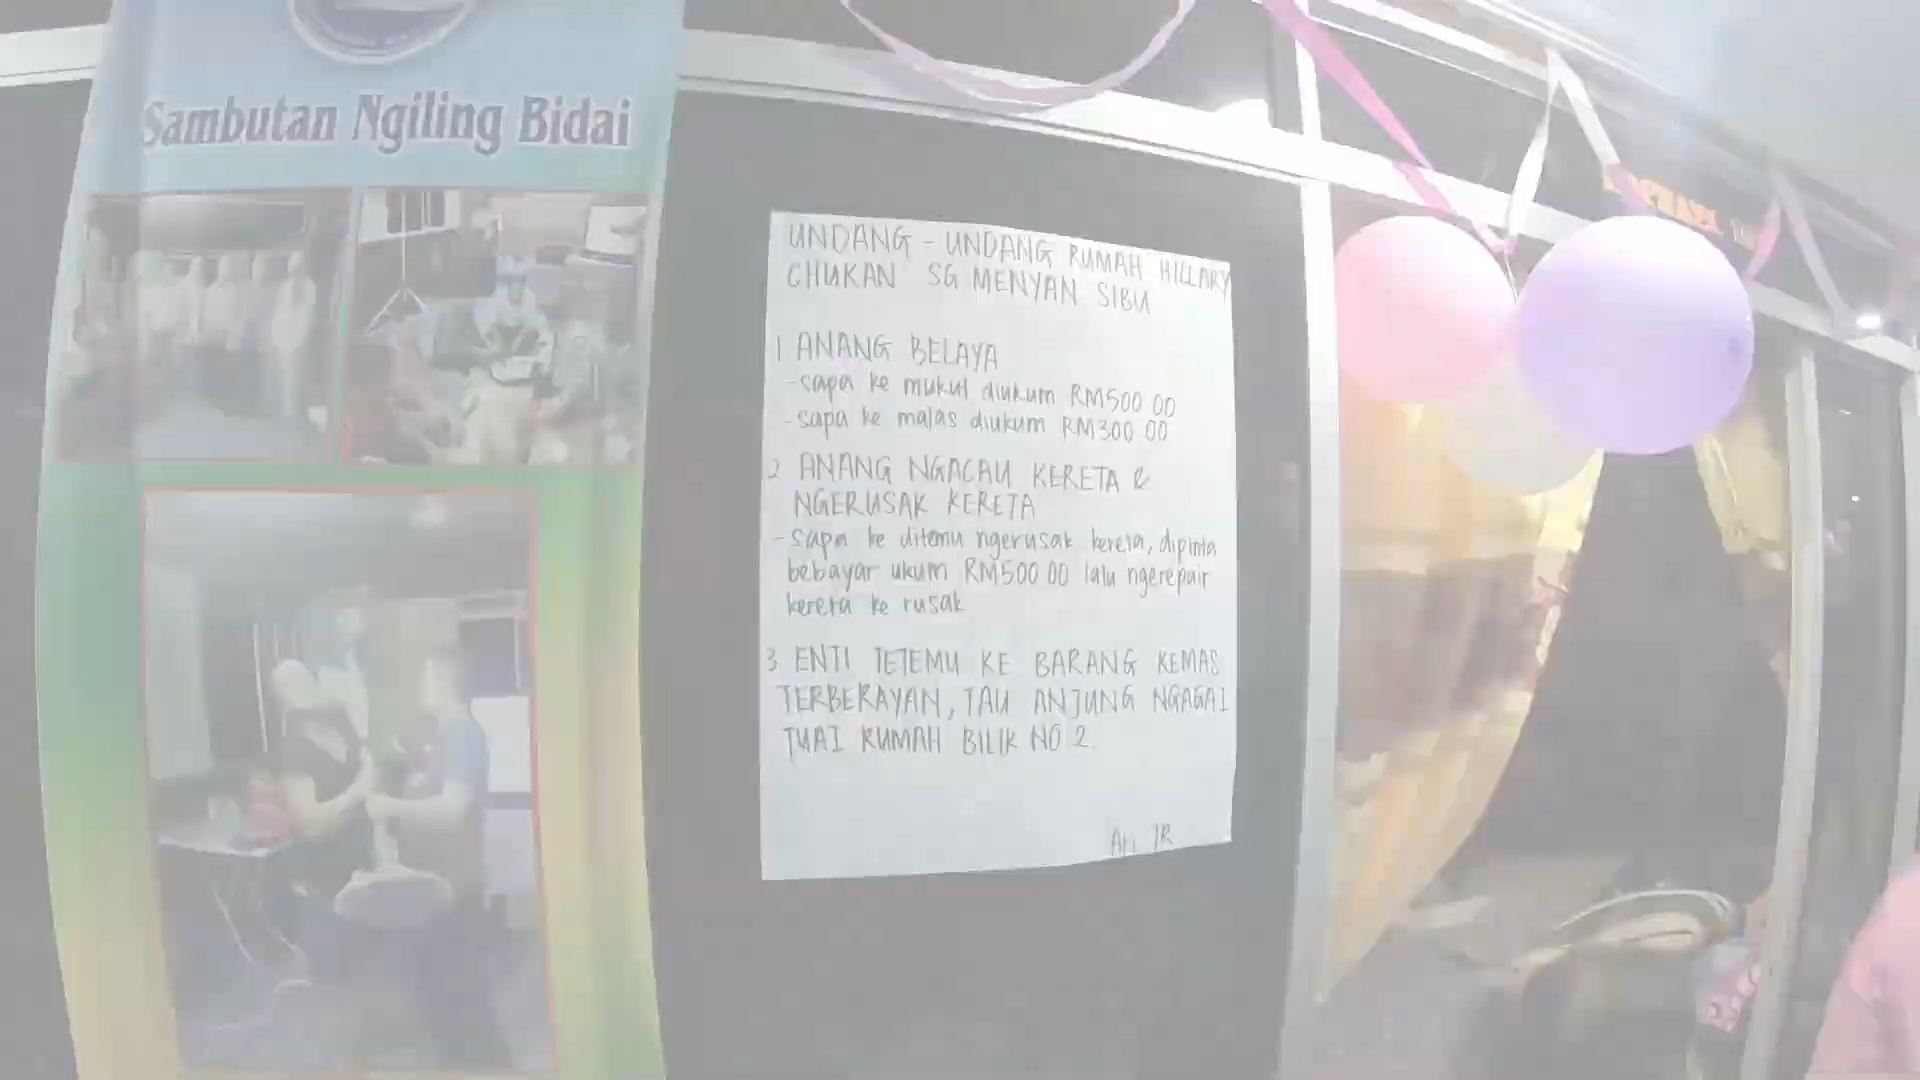 Sambutan Ngiling Bidai
UNDANG - UNDANG RUMAH HILLARY
CHUKAN SG MENYAN SIBU
1 ANANG BELAYA
- sapa ke mukul diukum RM500 00
- sapa ke malas diukum RM300 00
2 ANANG NGACAU KERETA &
NGERUSAK KERETA
- sapa ke ditemu ngerusak kereta, dipinta
bebayar ukum RM500 00 lalu ngerepair
kereta ke rusak
3 ENTI TETEMU KE BARANG KEMAS
TERBERAYAN, TAU ANJUNG NGAGAI
TUAI RUMAH BILIK NO 2.
Ari TR